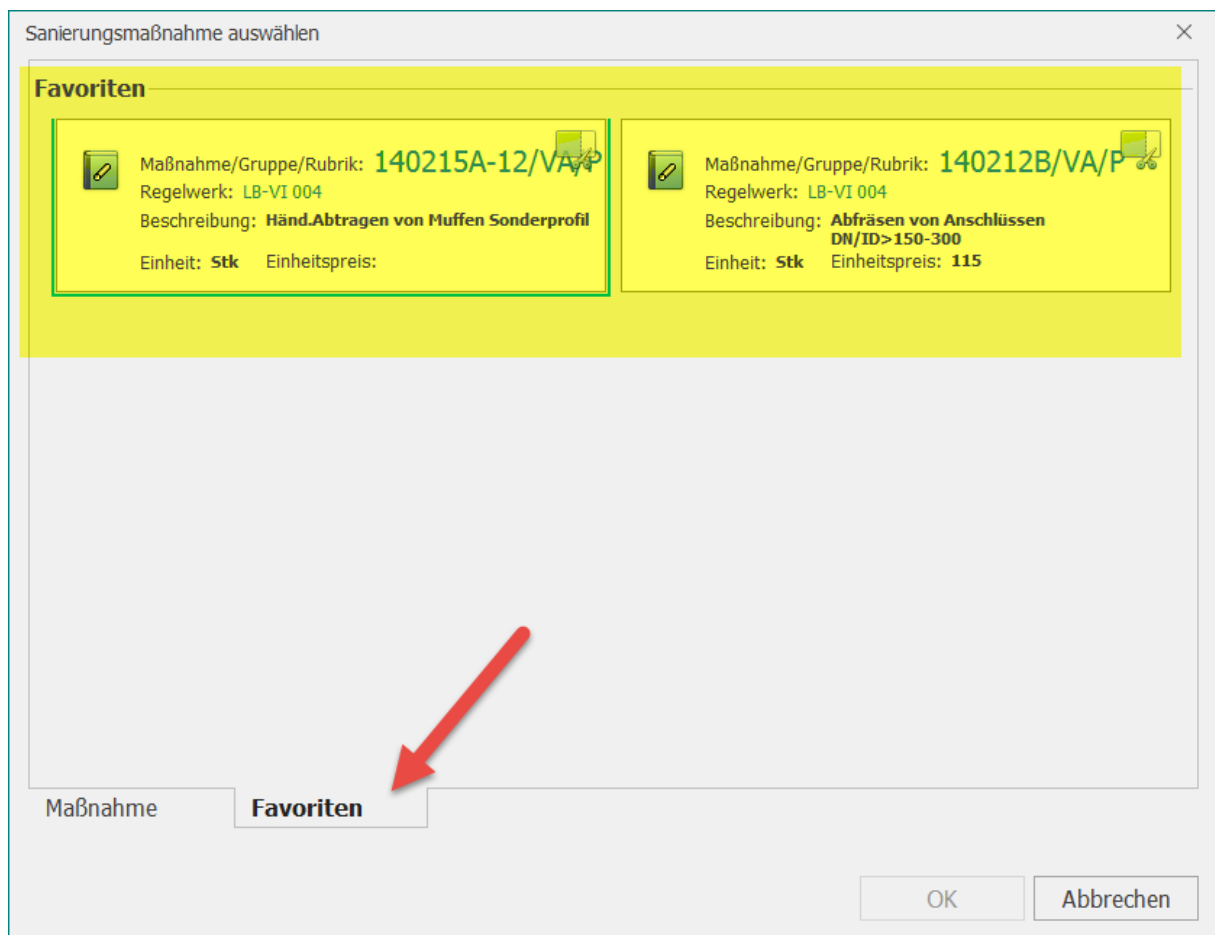 Sanierungsmaßnahme auswählen
Favoriten
Maßnahme/Gruppe/Rubrik: 140215A-12/VA/P
Regelwerk: LB-VI 004
Beschreibung: Händ.Abtragen von Muffen Sonderprofil
Einheit: Stk Einheitspreis:
Maßnahme/Gruppe/Rubrik: 140212B/VA/P
Regelwerk: LB-VI 004
Beschreibung: Abfräsen von Anschlüssen
DN/ID>150-300
Einheit: Stk Einheitspreis: 115
Maßnahme Favoriten
OK Abbrechen